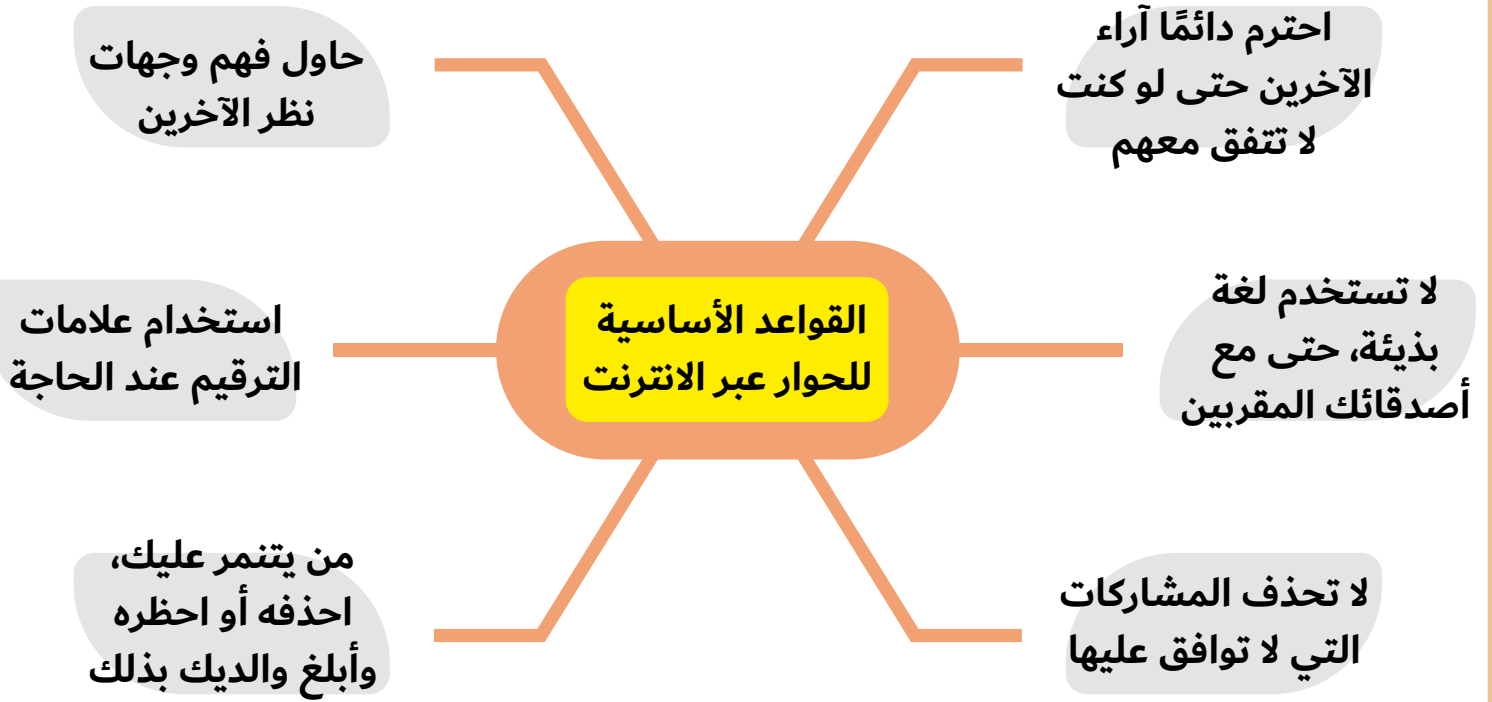 القواعد الأساسية
للحوار عبر الانترنت
احترم دائمًا آراء
الآخرين حتى لو كنت
لا تتفق معهم
لا تستخدم لغة
بذيئة، حتى مع
أصدقائك المقربين
لا تحذف المشاركات
التي لا توافق عليها
حاول فهم وجهات
نظر الآخرين
استخدام علامات
الترقيم عند الحاجة
من يتنمر عليك،
احذفه أو احظره
وأبلغ والديك بذلك